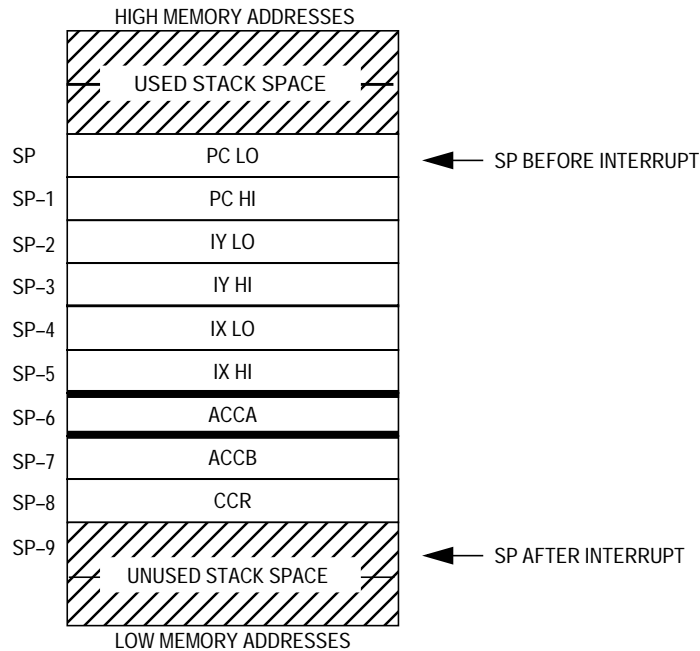 HIGH MEMORY ADDRESSES
USED STACK SPACE
SP PC LO SP BEFORE INTERRUPT
SP–1 PC HI
SP–2 IY LO
SP–3 IY HI
SP–4 IX LO
SP–5 IX HI
SP–6 ACCA
SP–7 ACCB
SP–8 CCR
SP–9 SP AFTER INTERRUPT
UNUSED STACK SPACE
LOW MEMORY ADDRESSES